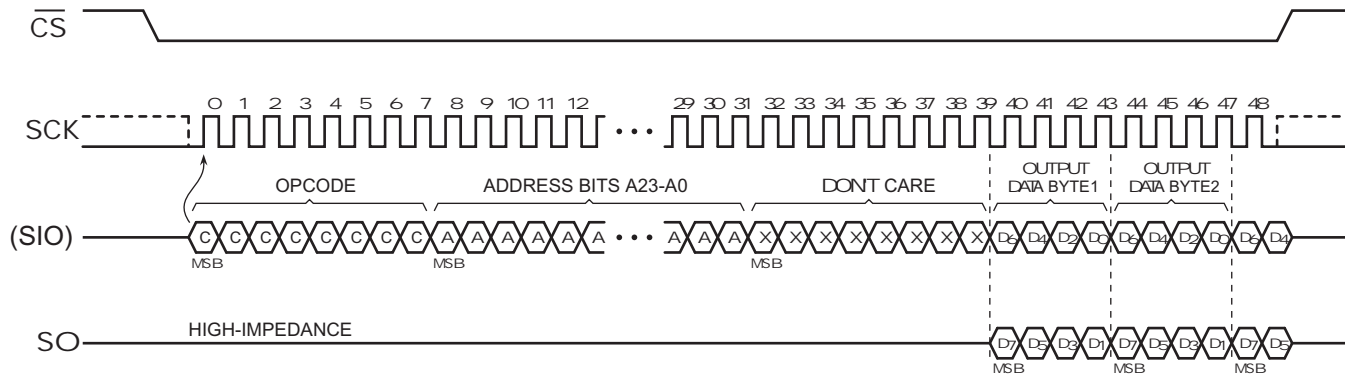 CS
0 1 2 3 4 5 6 7 8 9 10 11 12 29 30 31 32 33 34 35 36 37 38 39 40 41 42 43 44 45 46 47 48
SCK
OPCODE ADDRESS BITS A23-A0 DON'T CARE OUTPUT DATA BYTE1 OUTPUT DATA BYTE2
(SIO) C C C C C C C C A A A A A A A A A X X X X X X X X D6 D4 D2 D0 D6 D4 D2 D0 D6 D4
MSB MSB MSB
HIGH-IMPEDANCE
SO D7 D5 D3 D1 D7 D5 D3 D1 D7 D5
MSB MSB MSB